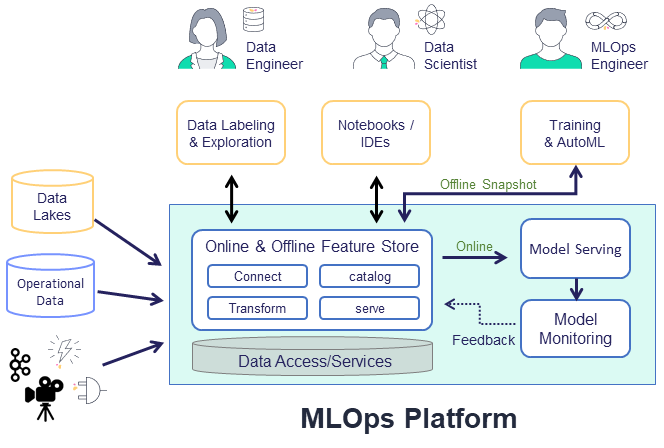 Data
Engineer
Data
Scientist
MLOps
Engineer
Data Labeling
& Exploration
Notebooks /
IDEs
Training
& AutoML
Offline Snapshot
Data
Lakes
Operational
Data
Online & Offline Feature Store
Connect
catalog
Transform
serve
Online
Model Serving
Feedback
Model
Monitoring
Data Access/Services
MLOps Platform